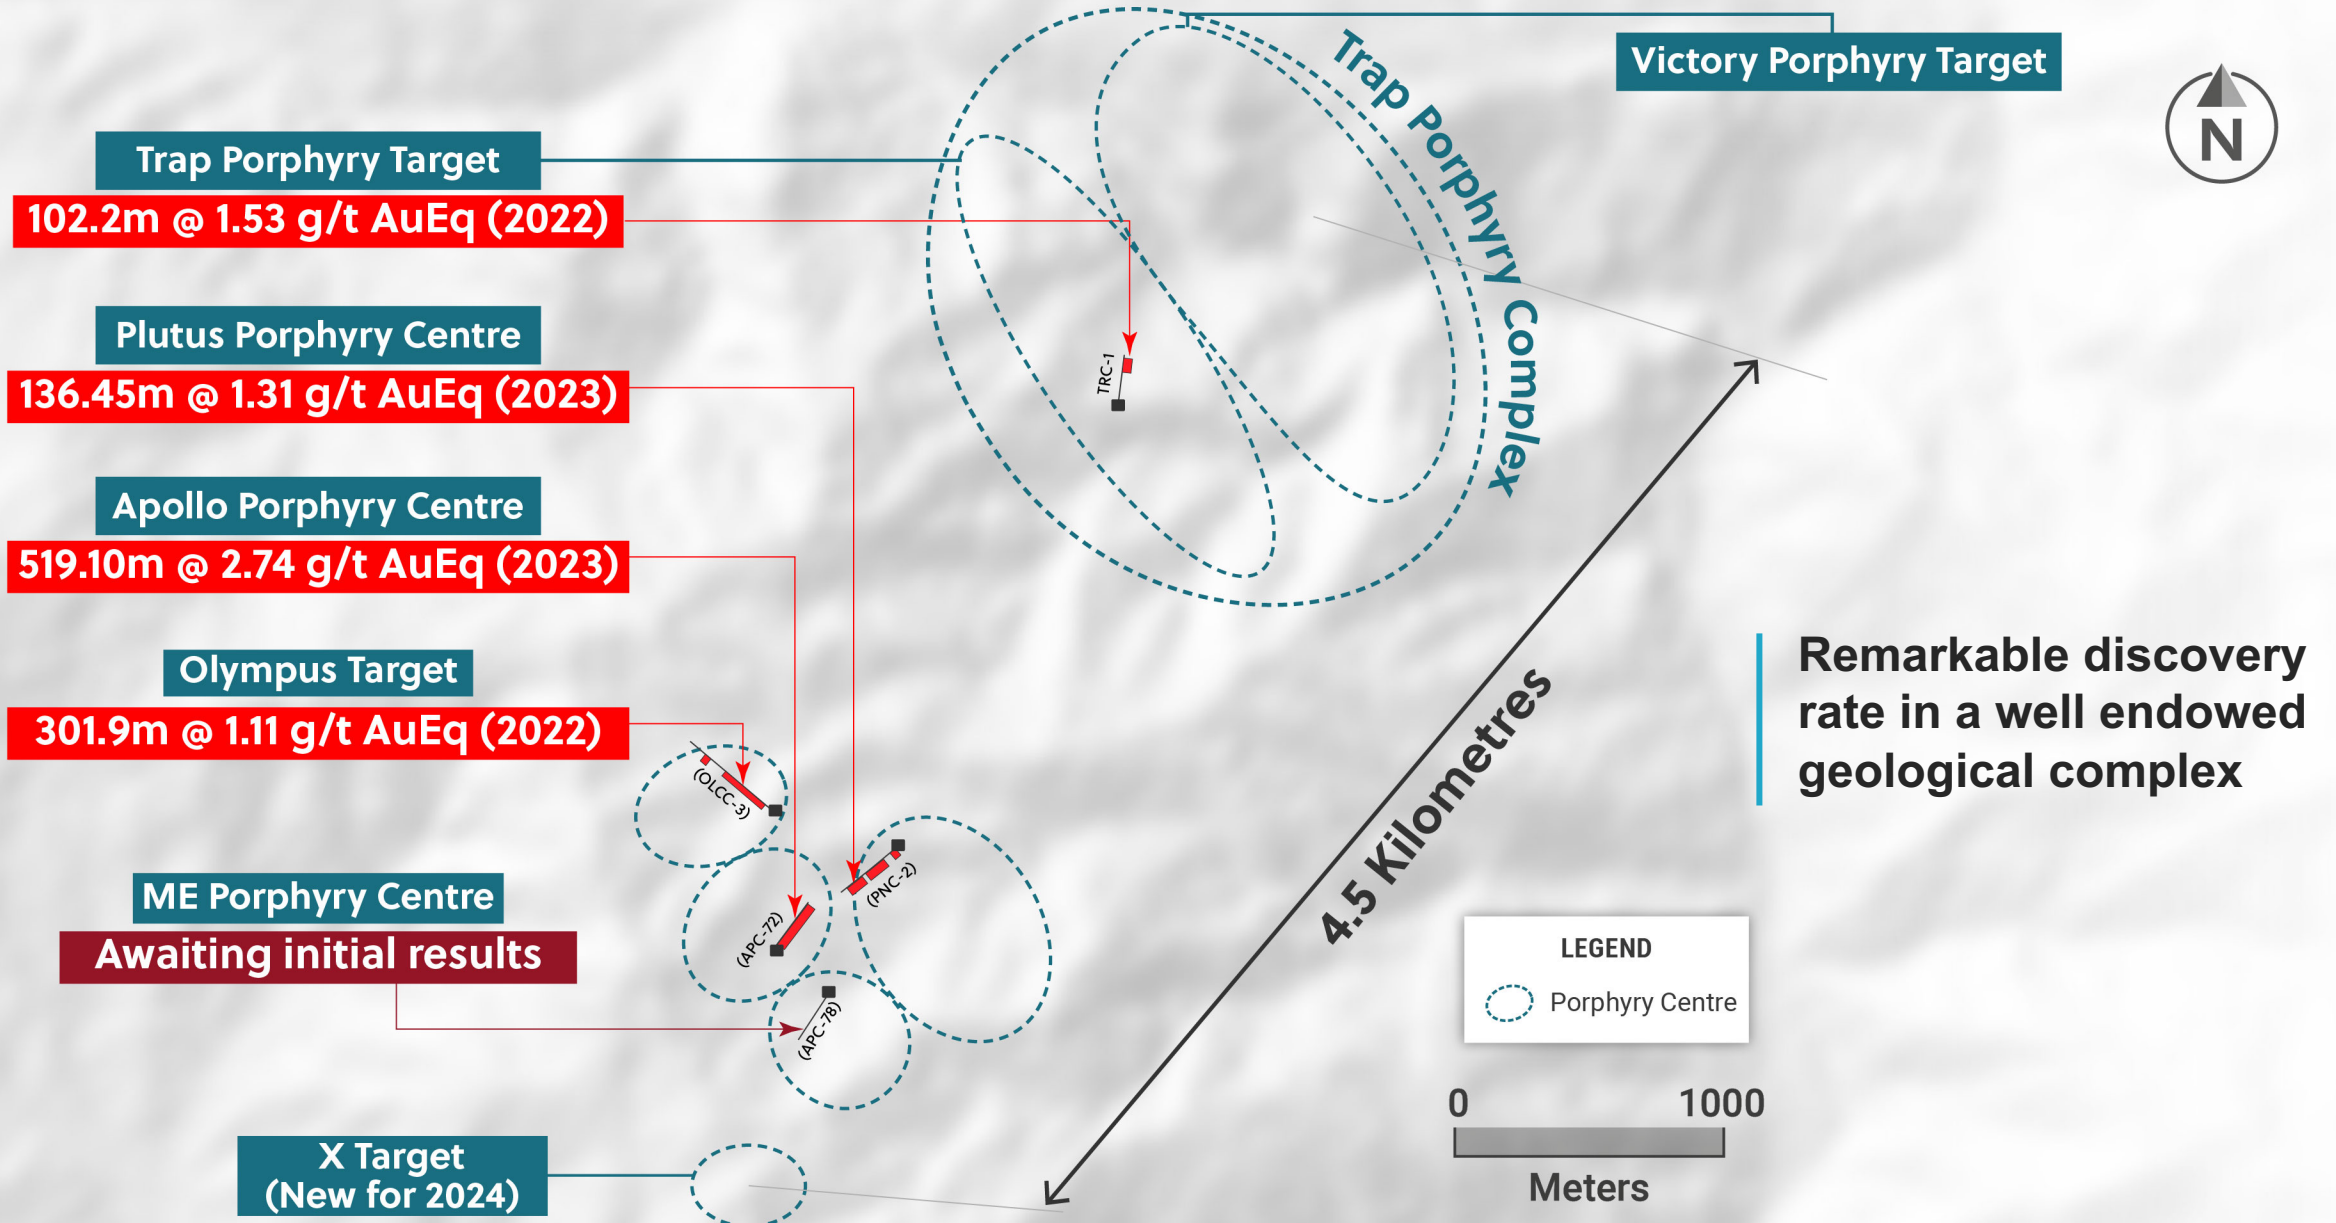 Victory Porphyry Target
Trap Porphyry Complex
N
Trap Porphyry Target
102.2m @ 1.53 g/t AuEq (2022)
TRC-1
Plutus Porphyry Centre
136.45m @ 1.31 g/t AuEq (2023)
Apollo Porphyry Centre
519.10m @ 2.74 g/t AuEq (2023)
Olympus Target
301.9m @ 1.11 g/t AuEq (2022)
(OLCC-3)
(PNC-2)
(APC-72)
(APC-78)
ME Porphyry Centre
Awaiting initial results
X Target
(New for 2024)
4.5 Kilometres
Remarkable discovery
rate in a well endowed
geological complex
LEGEND
Porphyry Centre
0 1000
Meters